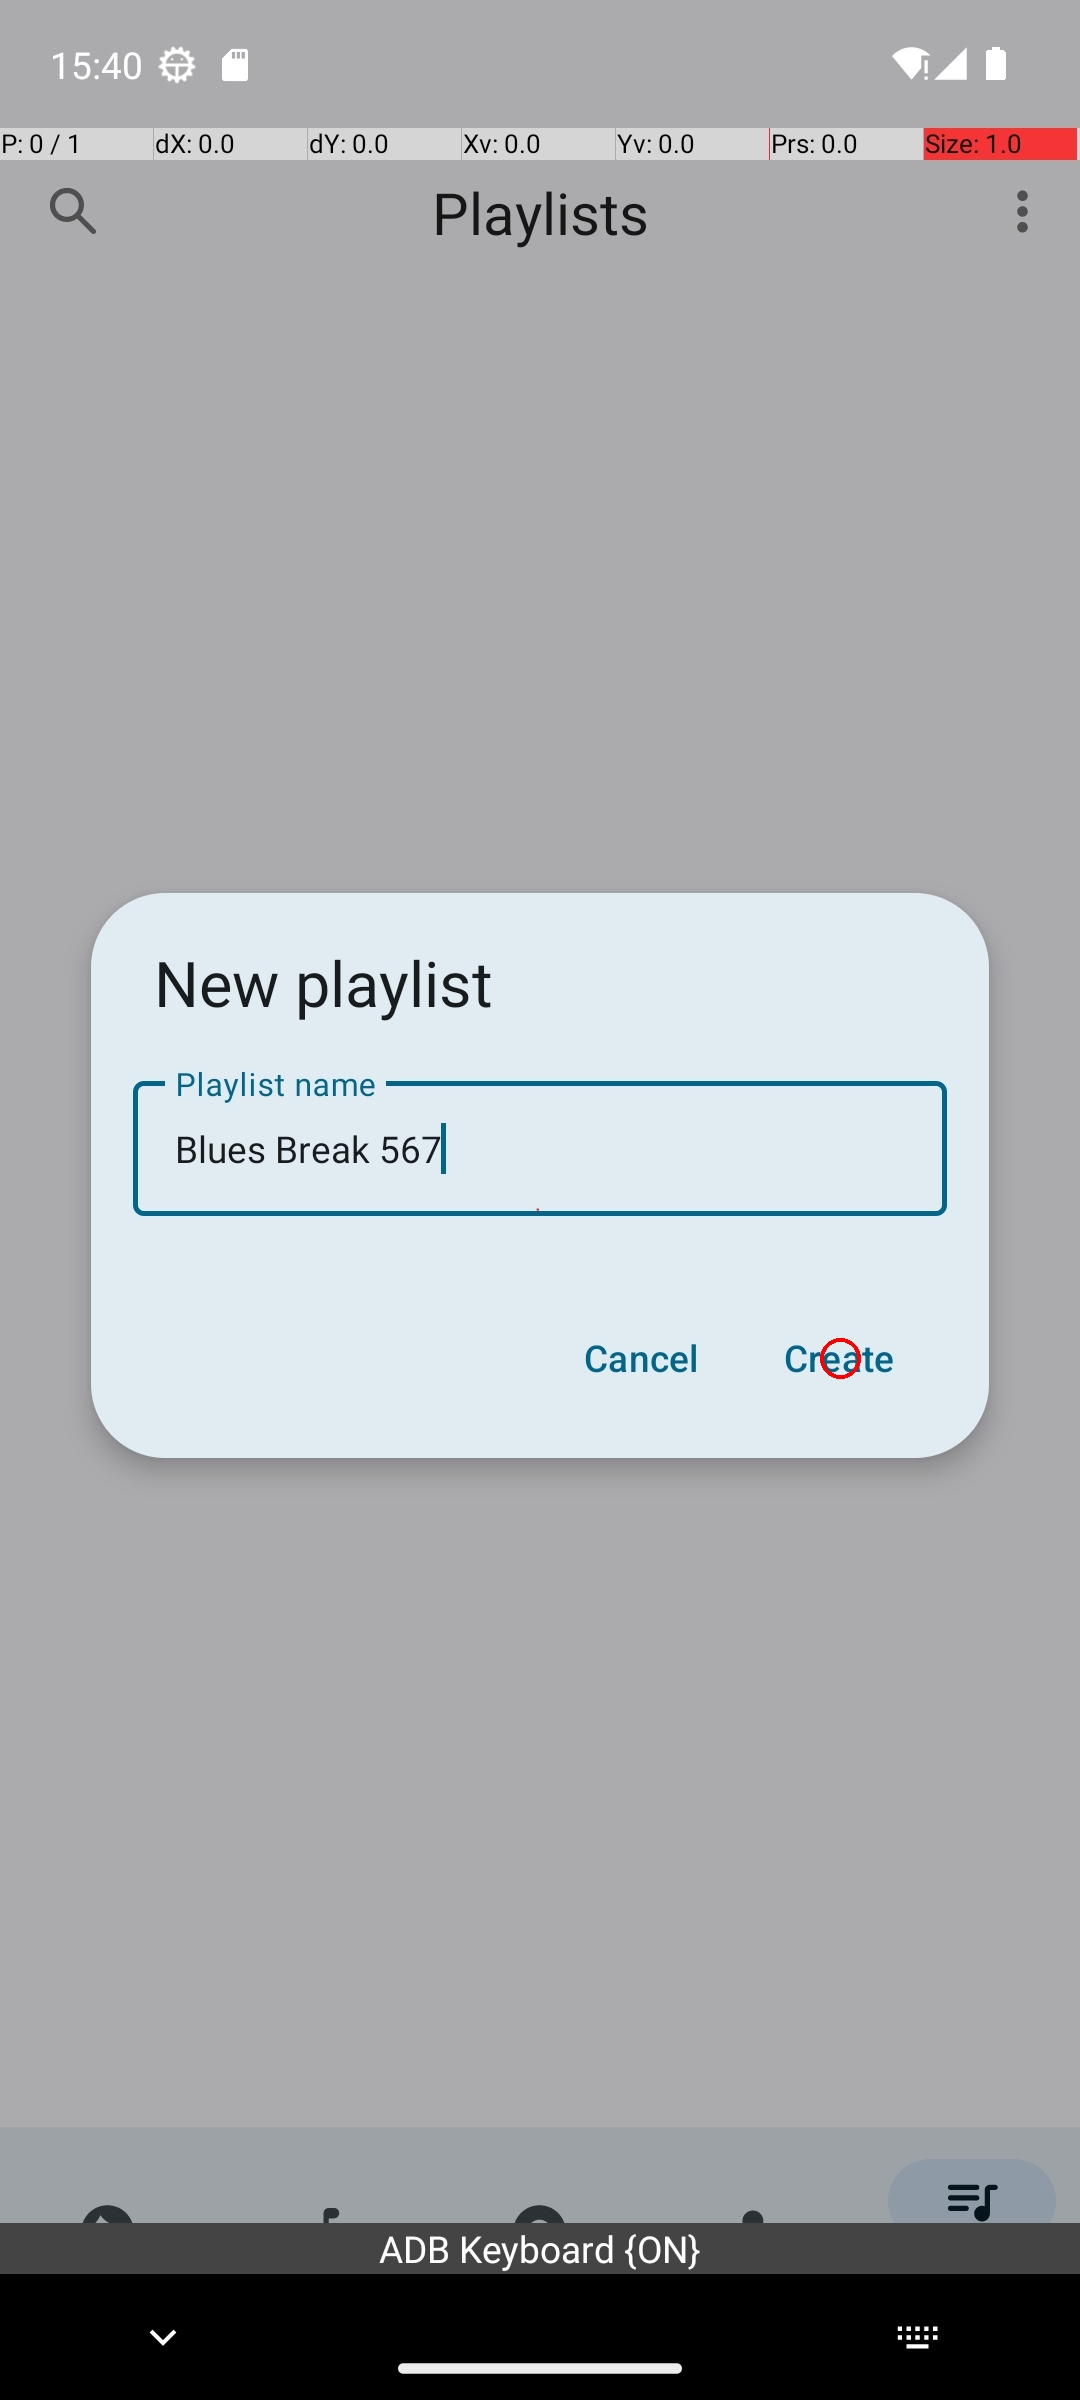 15:40
P: 0 / 1 dX: 0.0 dY: 0.0 Xv: 0.0 Yv: 0.0 Prs: 0.0 Size: 1.0
Playlists
New playlist
Playlist name
Blues Break 567
Cancel Create
ADB Keyboard {ON}